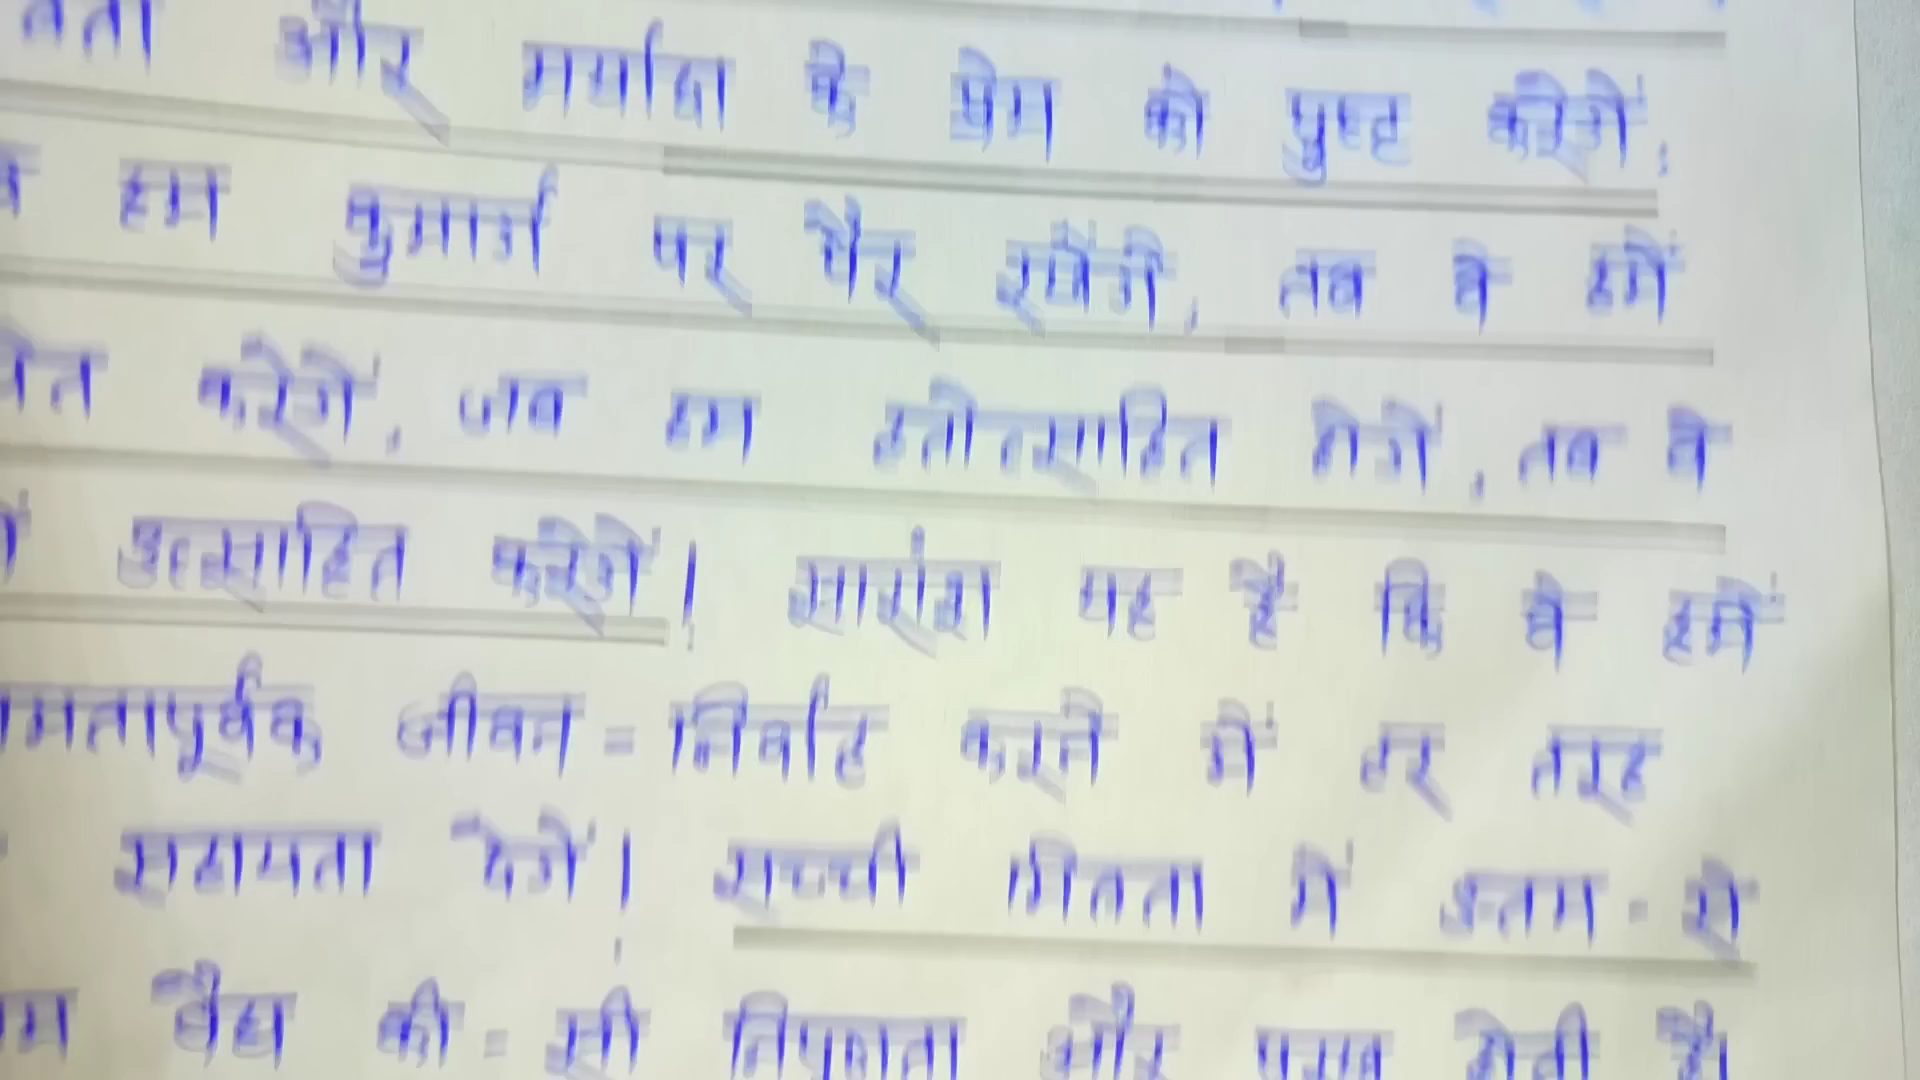 और मर्यादा के प्रेम को पुष्ट करेगें,
हम कुमार्ग पर पैर रखेंगे, तब वे हमें
करेगें, जब हम हतोत्साहित होगें, तब वे
उत्साहित करेगें। सारांश यह है कि वे हमें
जीवन-निर्वाह करने में हर तरह
सहायता देगें। सच्ची मित्रता में उत्तम-से
वैद्य की-सी निपुणता और परख होती है।